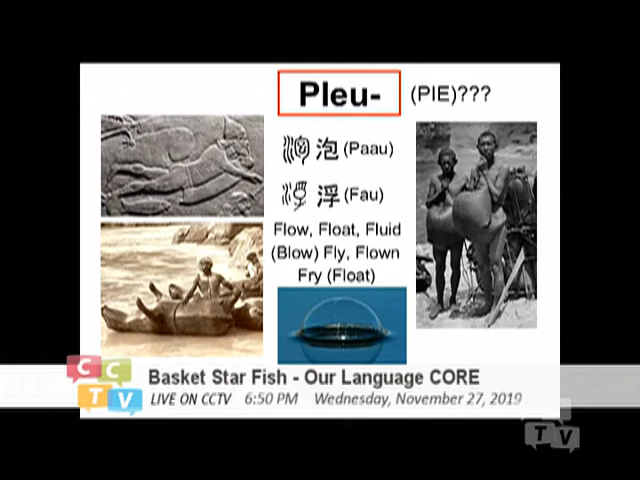 Pleu- (PIE)???
泡 (Paau)
浮 (Fau)
Flow, Float, Fluid
(Blow) Fly, Flown
Fry (Float)
CCTV
Basket Star Fish - Our Language CORE
LIVE ON CCTV 6:50 PM Wednesday, November 27, 2019
TV